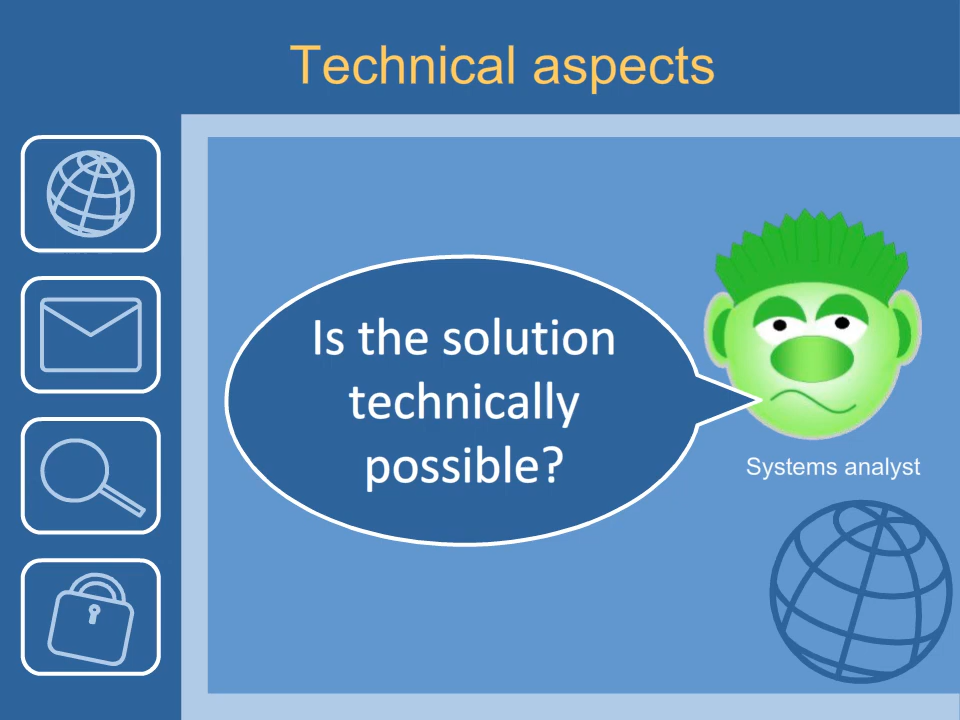 Technical aspects
Is the solution
technically
possible?
Systems analyst